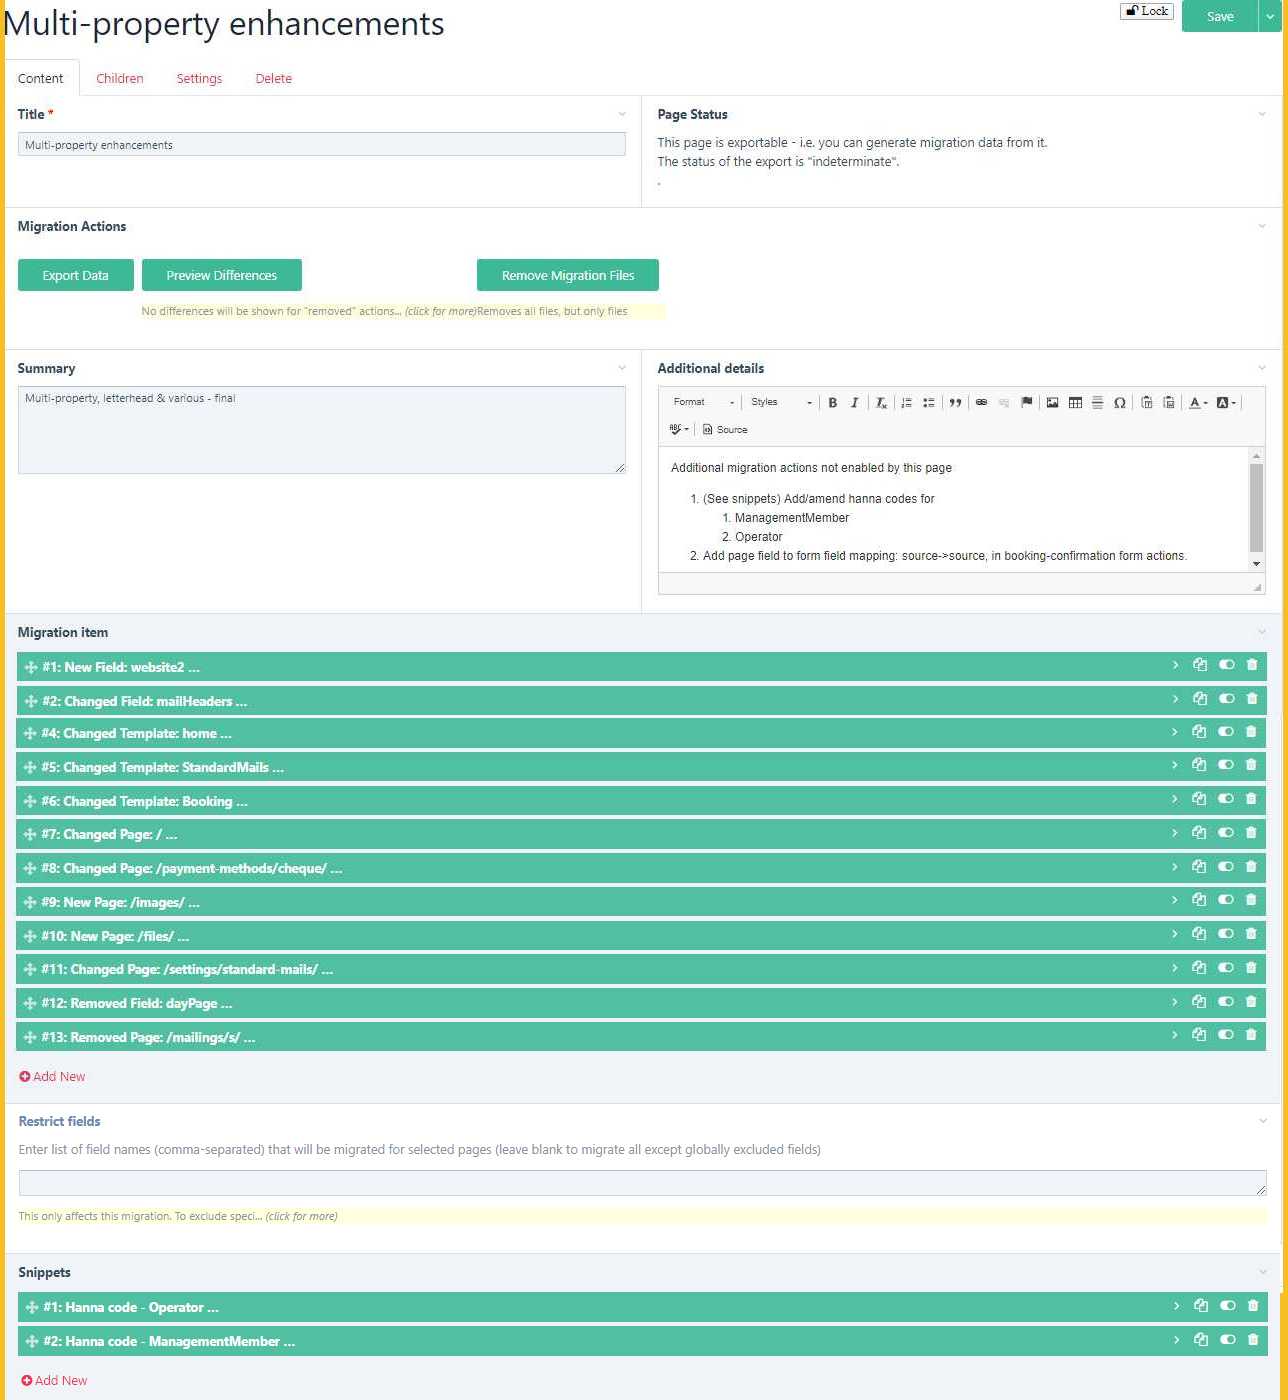 Multi-property enhancements
Lock
Save
Content
Children
Settings
Delete
Title *
Multi-property enhancements
Page Status
This page is exportable - i.e. you can generate migration data from it.
The status of the export is "indeterminate".
.
Migration Actions
Export Data
Preview Differences
Remove Migration Files
No differences will be shown for "removed" actions... (click for more)Removes all files, but only files
Summary
Multi-property, letterhead & various - final
Additional details
Format
Styles
B
I
Source
Additional migration actions not enabled by this page
1. (See snippets) Add/amend hanna codes for
1. ManagementMember
2. Operator
2. Add page field to form field mapping: source->source, in booking-confirmation form actions.
Migration item
#1: New Field: website2 ...
#2: Changed Field: mailHeaders ...
#4: Changed Template: home ...
#5: Changed Template: StandardMails ...
#6: Changed Template: Booking ...
#7: Changed Page: / ...
#8: Changed Page: /payment-methods/cheque/ ...
#9: New Page: /images/ ...
#10: New Page: /files/ ...
#11: Changed Page: /settings/standard-mails/ ...
#12: Removed Field: dayPage ...
#13: Removed Page: /mailings/s/ ...
Add New
Restrict fields
Enter list of field names (comma-separated) that will be migrated for selected pages (leave blank to migrate all except globally excluded fields)
This only affects this migration. To exclude speci... (click for more)
Snippets
#1: Hanna code - Operator ...
#2: Hanna code - ManagementMember ...
Add New